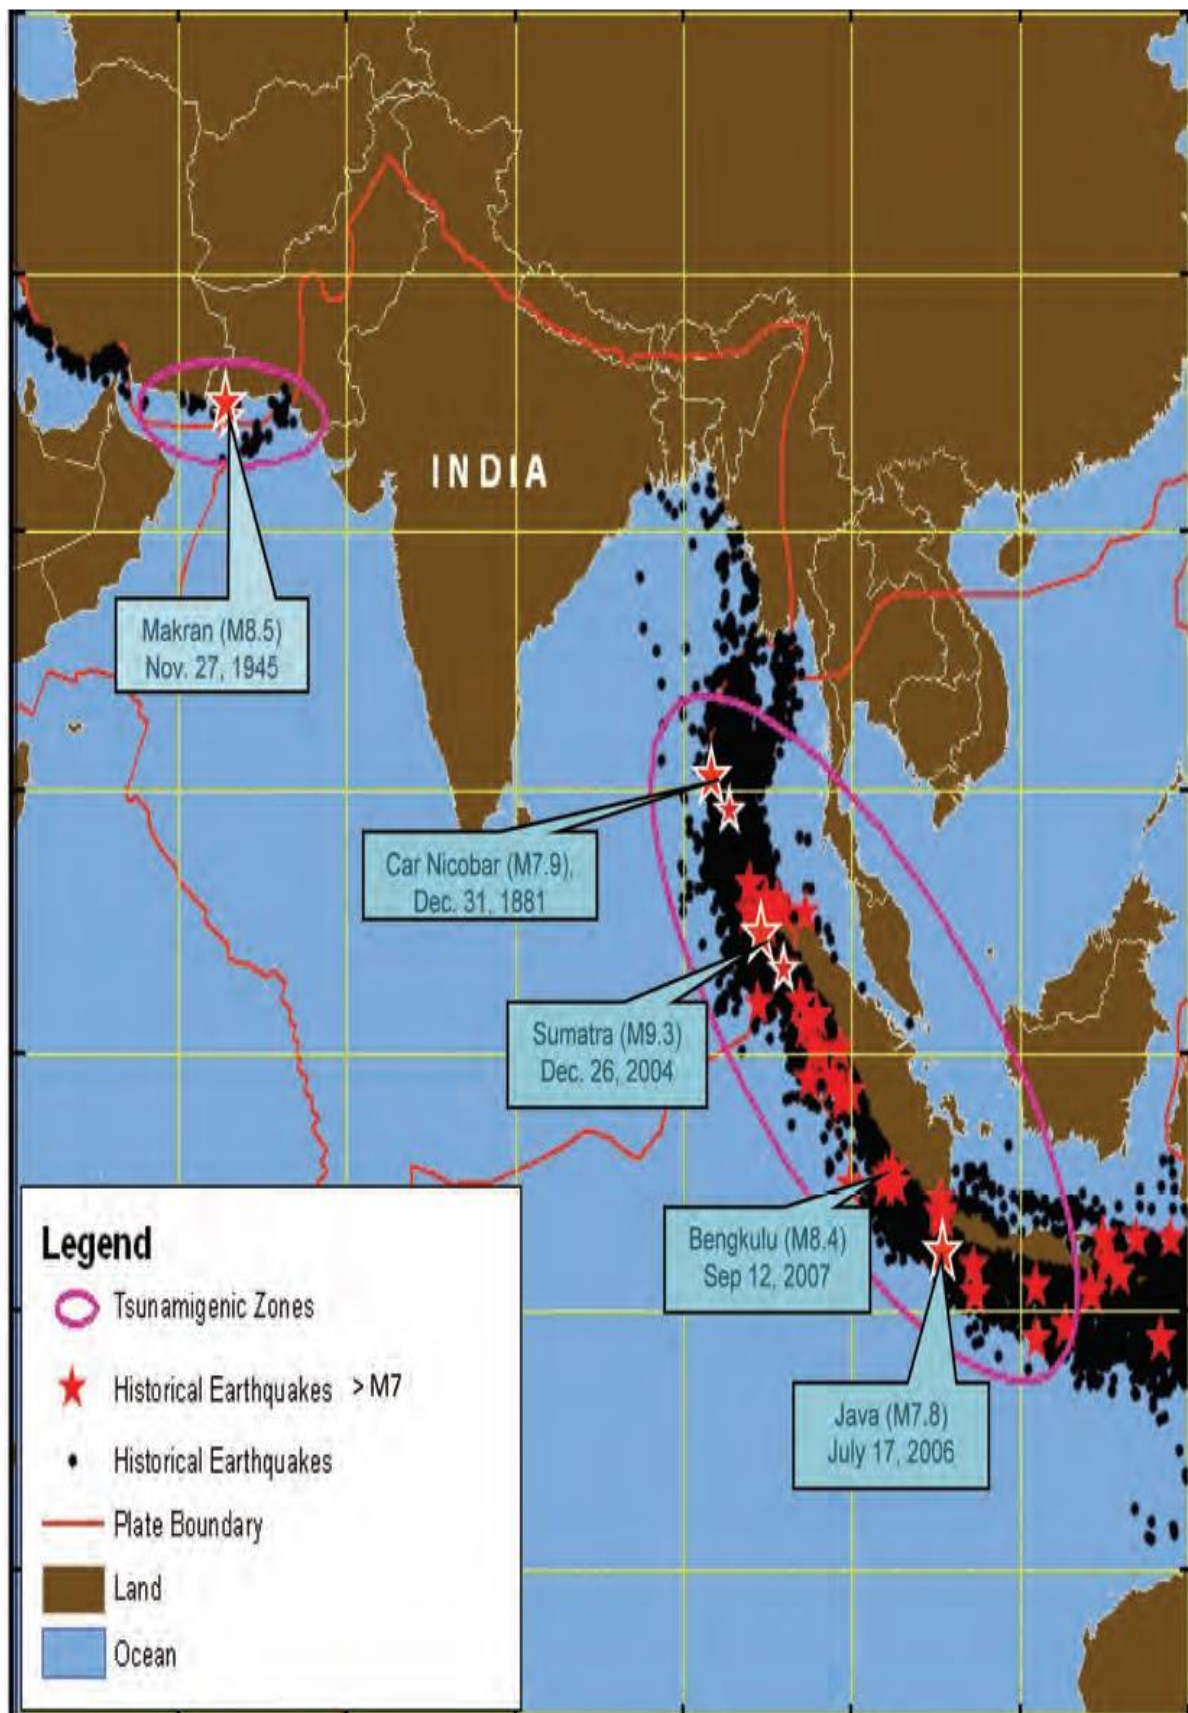 INDIA
Makran (M8.5)
Nov. 27, 1945
Car Nicobar (M7.9),
Dec. 31, 1881
Sumatra (M9.3)
Dec. 26, 2004
Bengkulu (M8.4)
Sep 12, 2007
Java (M7.8)
July 17, 2006
Legend
Tsunamigenic Zones
Historical Earthquakes > M7
Historical Earthquakes
Plate Boundary
Land
Ocean